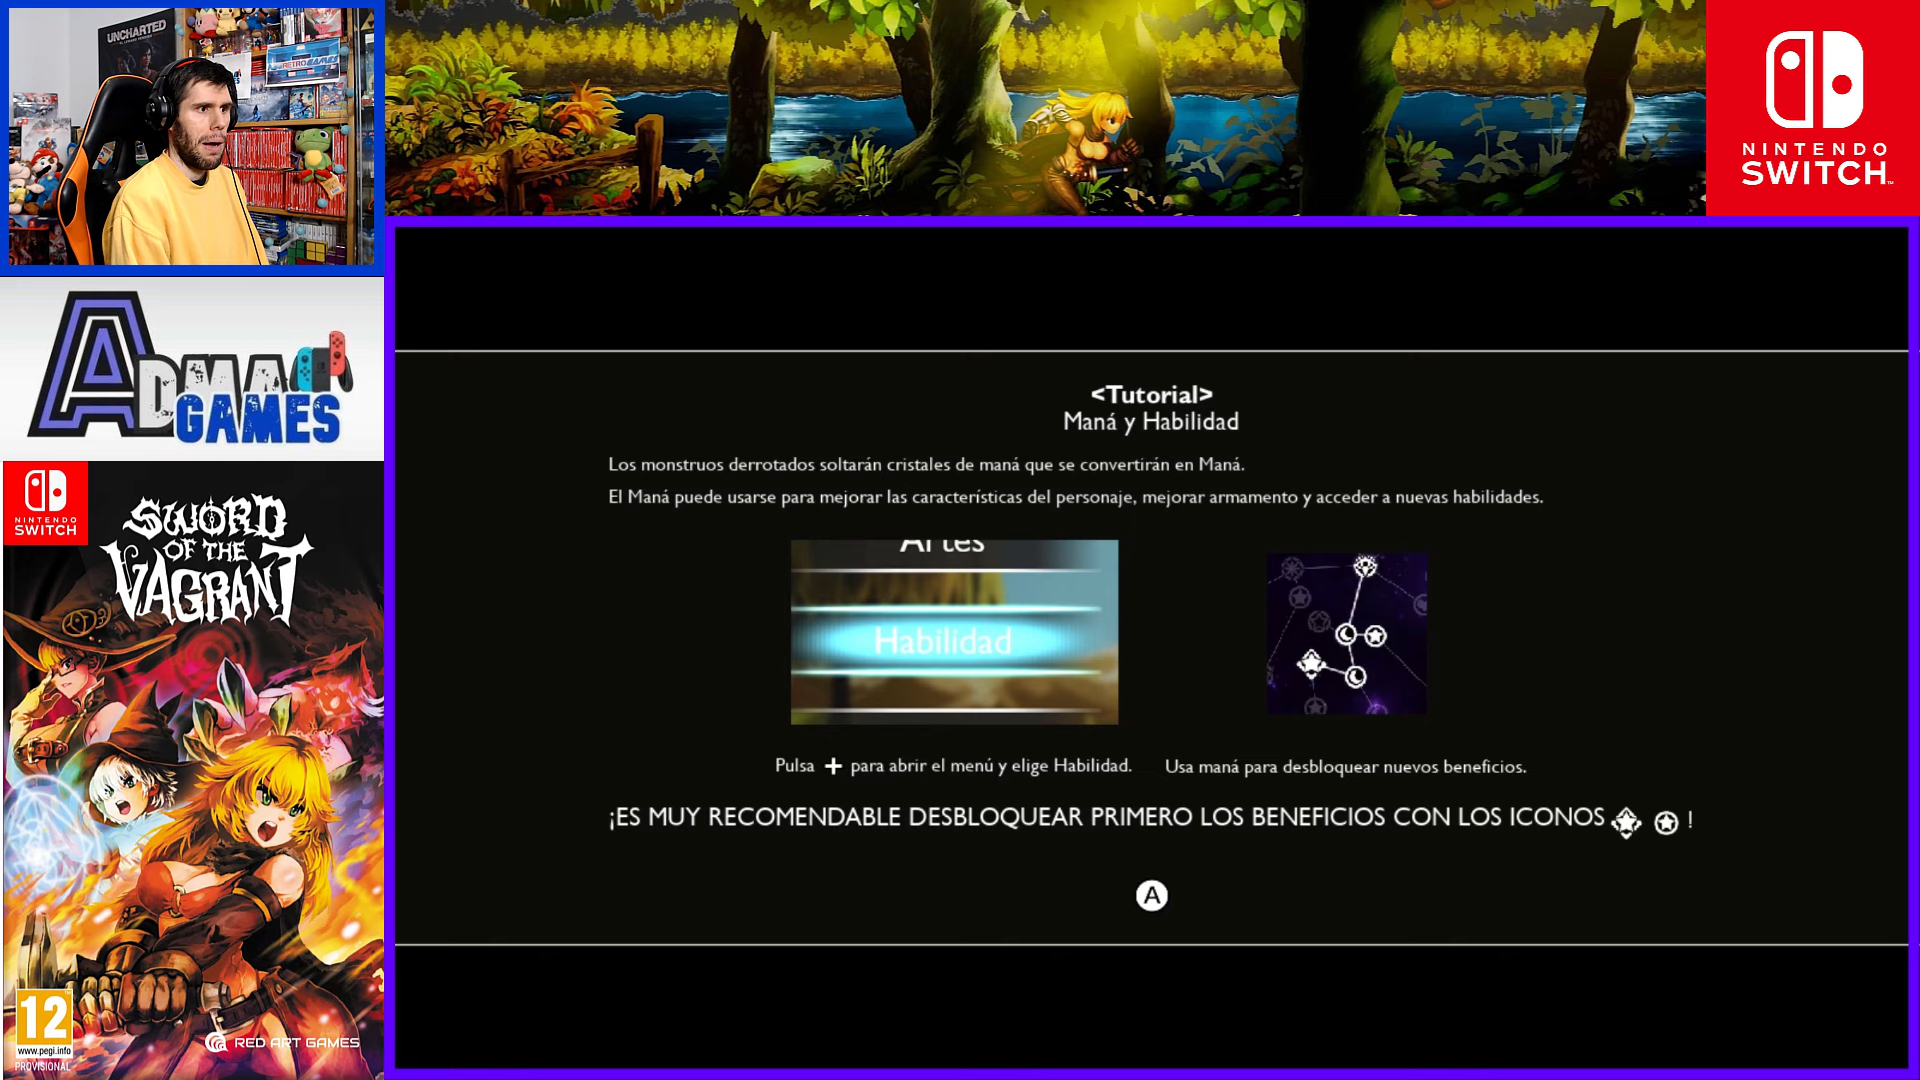 UNCHARTED
RETROGAMES
NINTENDO
SWITCH
ADMA
GAMES
NINTENDO
SWITCH
SWORD
OF THE
VAGRANT
12
www.pegi.info
PROVISIONAL
RED ART GAMES
<Tutorial>
Maná y Habilidad
Los monstruos derrotados soltarán cristales de maná que se convertirán en Maná.
El Maná puede usarse para mejorar las características del personaje, mejorar armamento y acceder a nuevas habilidades.
Artes
Habilidad
Pulsa + para abrir el menú y elige Habilidad.
Usa maná para desbloquear nuevos beneficios.
¡ES MUY RECOMENDABLE DESBLOQUEAR PRIMERO LOS BENEFICIOS CON LOS ICONOS !
A